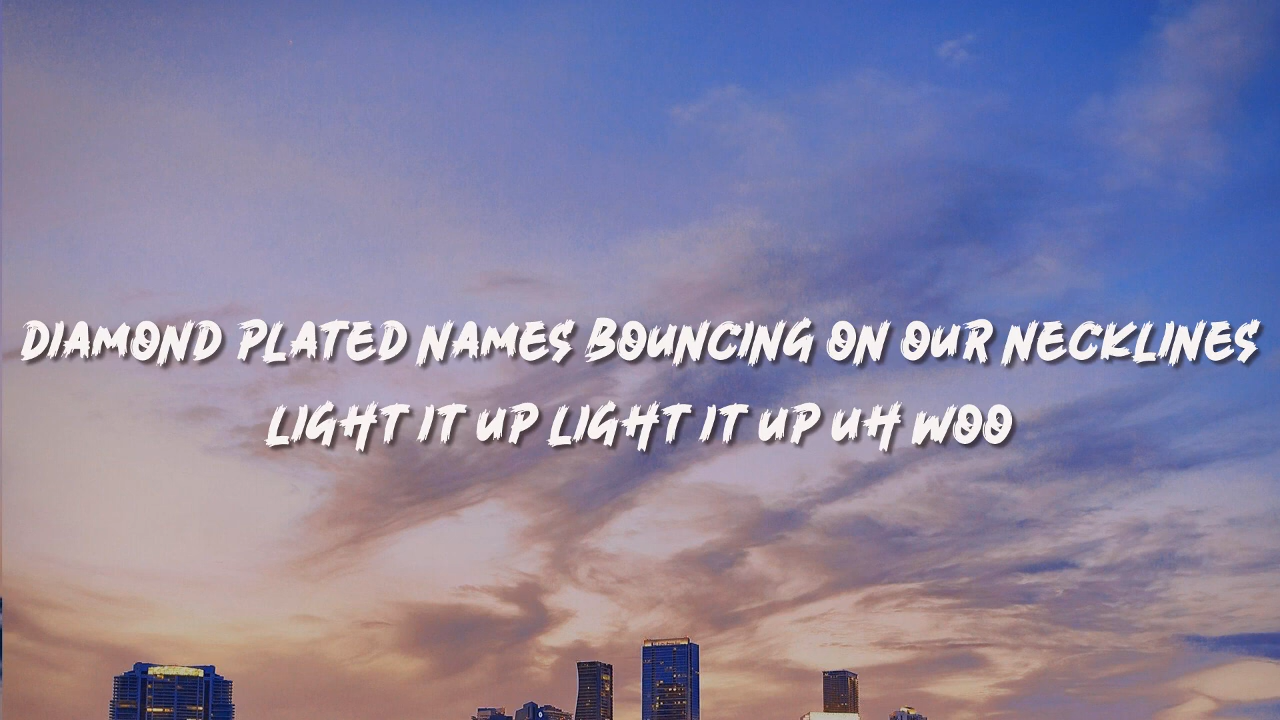 DIAMOND PLATED NAMES BOUNCING ON OUR NECKLINES
LIGHT IT UP LIGHT IT UP UH WOO